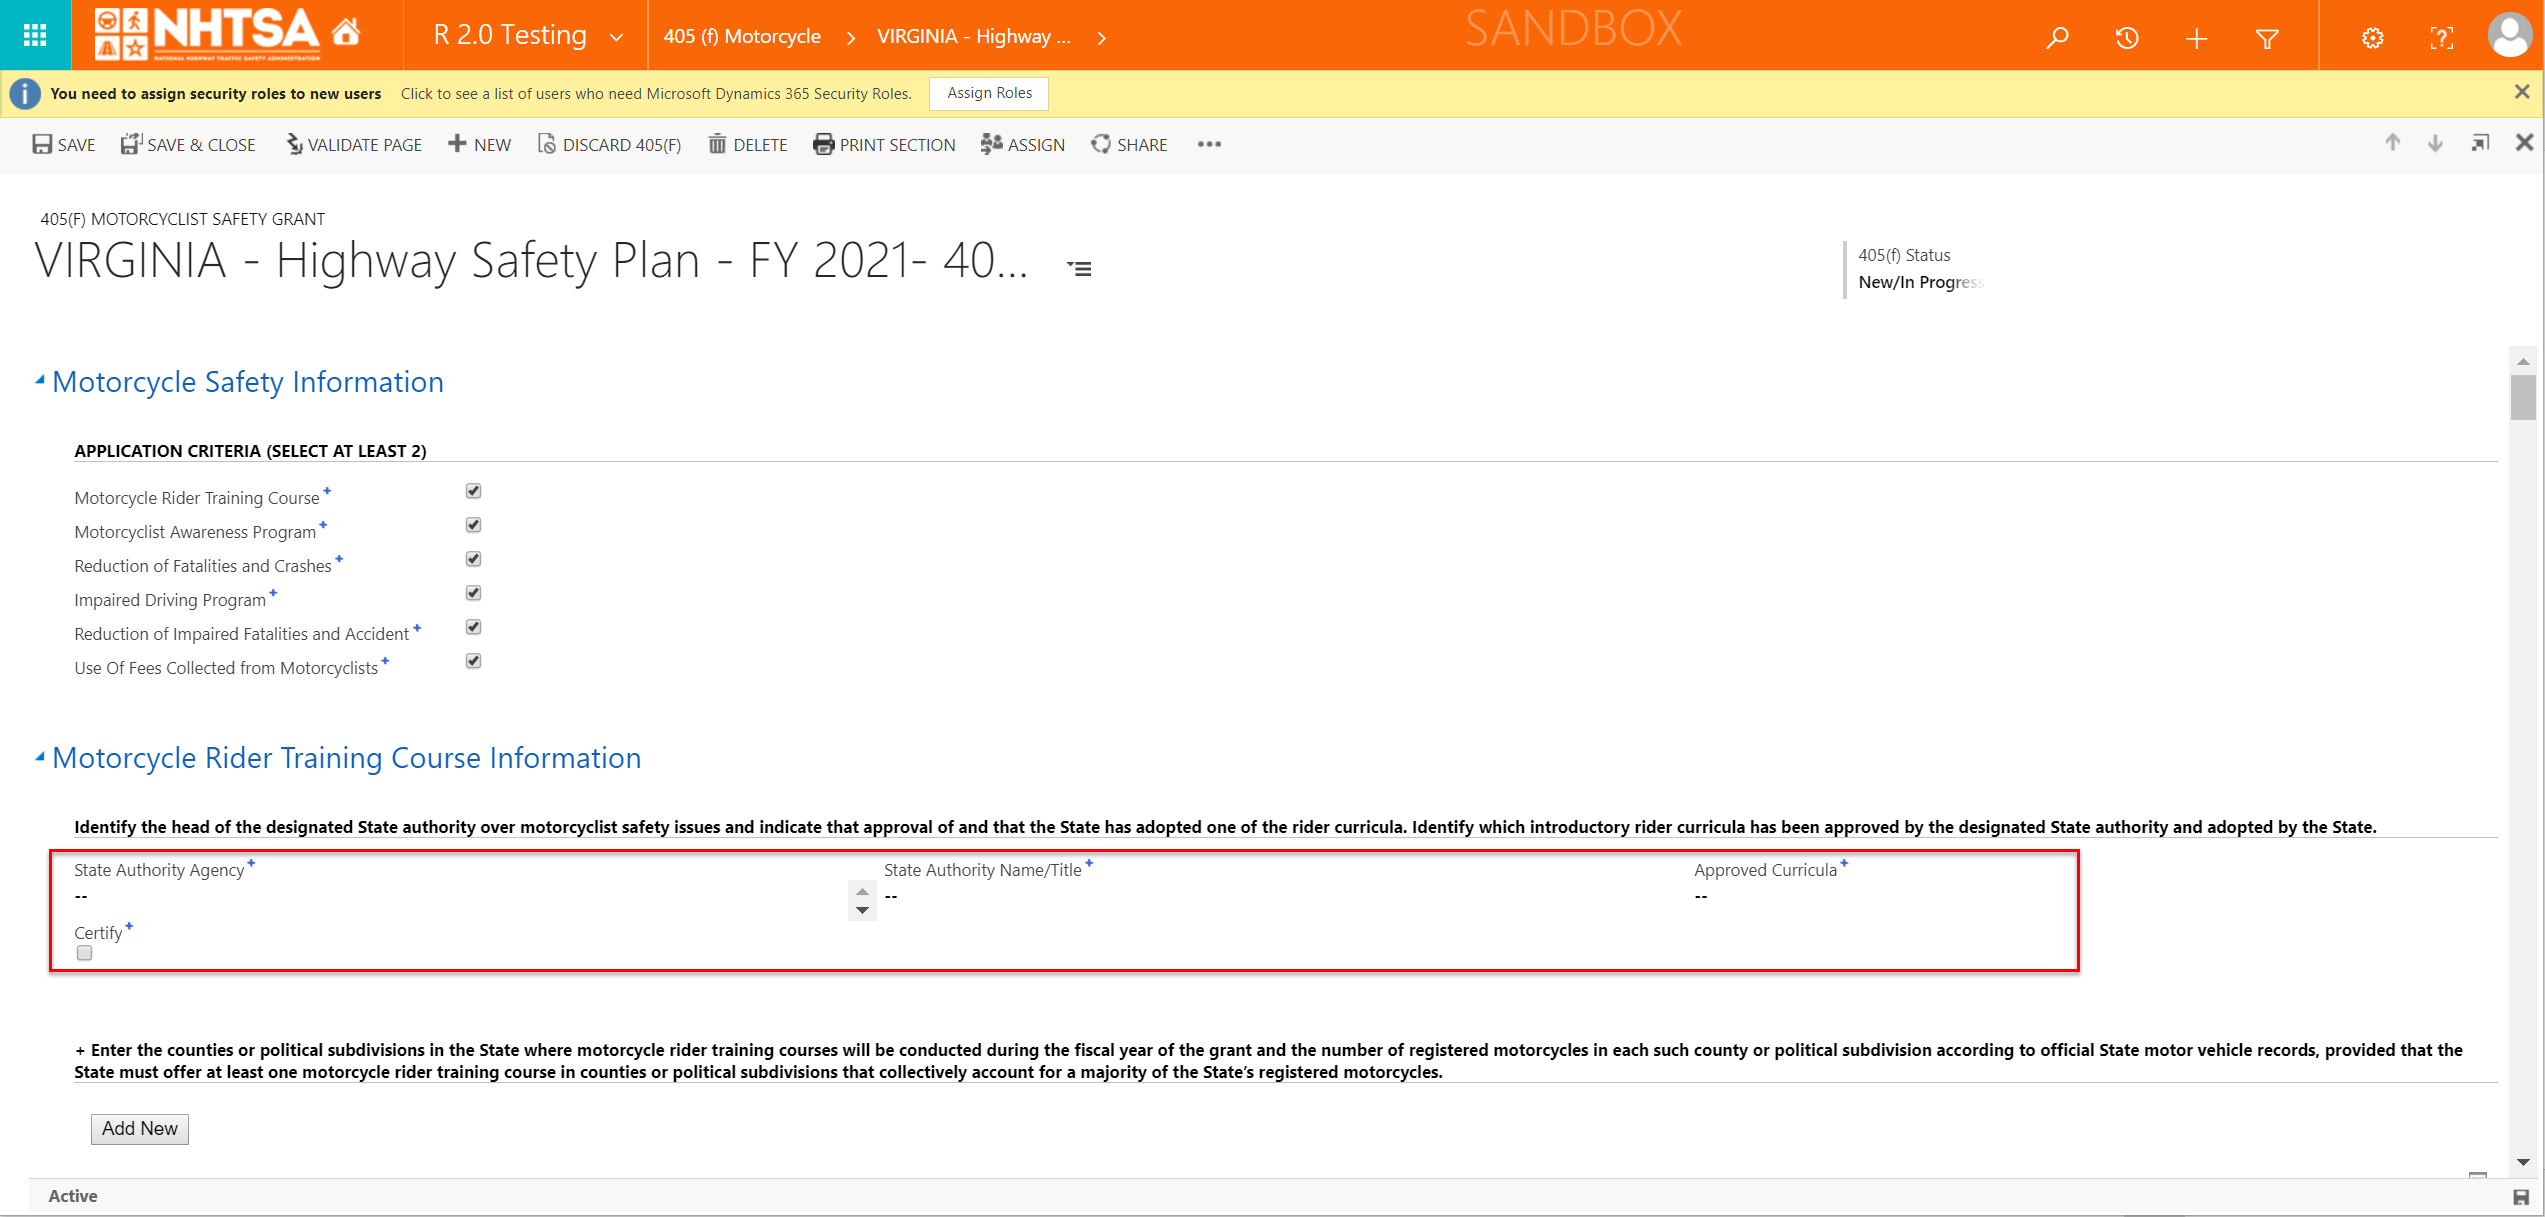 NHTSA
NATIONAL HIGHWAY TRAFFIC SAFETY ADMINISTRATION
R 2.0 Testing
405 (f) Motorcycle
VIRGINIA - Highway ...
SANDBOX
You need to assign security roles to new users
Click to see a list of users who need Microsoft Dynamics 365 Security Roles.
Assign Roles
SAVE
SAVE & CLOSE
VALIDATE PAGE
NEW
DISCARD 405(F)
DELETE
PRINT SECTION
ASSIGN
SHARE
405(F) MOTORCYCLIST SAFETY GRANT
VIRGINIA - Highway Safety Plan - FY 2021- 40...
405(f) Status
New/In Progress
Motorcycle Safety Information
APPLICATION CRITERIA (SELECT AT LEAST 2)
Motorcycle Rider Training Course +
Motorcyclist Awareness Program +
Reduction of Fatalities and Crashes +
Impaired Driving Program +
Reduction of Impaired Fatalities and Accident +
Use Of Fees Collected from Motorcyclists +
Motorcycle Rider Training Course Information
Identify the head of the designated State authority over motorcyclist safety issues and indicate that approval of and that the State has adopted one of the rider curricula. Identify which introductory rider curricula has been approved by the designated State authority and adopted by the State.
State Authority Agency +
--
State Authority Name/Title +
--
Approved Curricula +
--
Certify +
+ Enter the counties or political subdivisions in the State where motorcycle rider training courses will be conducted during the fiscal year of the grant and the number of registered motorcycles in each such county or political subdivision according to official State motor vehicle records, provided that the
State must offer at least one motorcycle rider training course in counties or political subdivisions that collectively account for a majority of the State's registered motorcycles.
Add New
Active